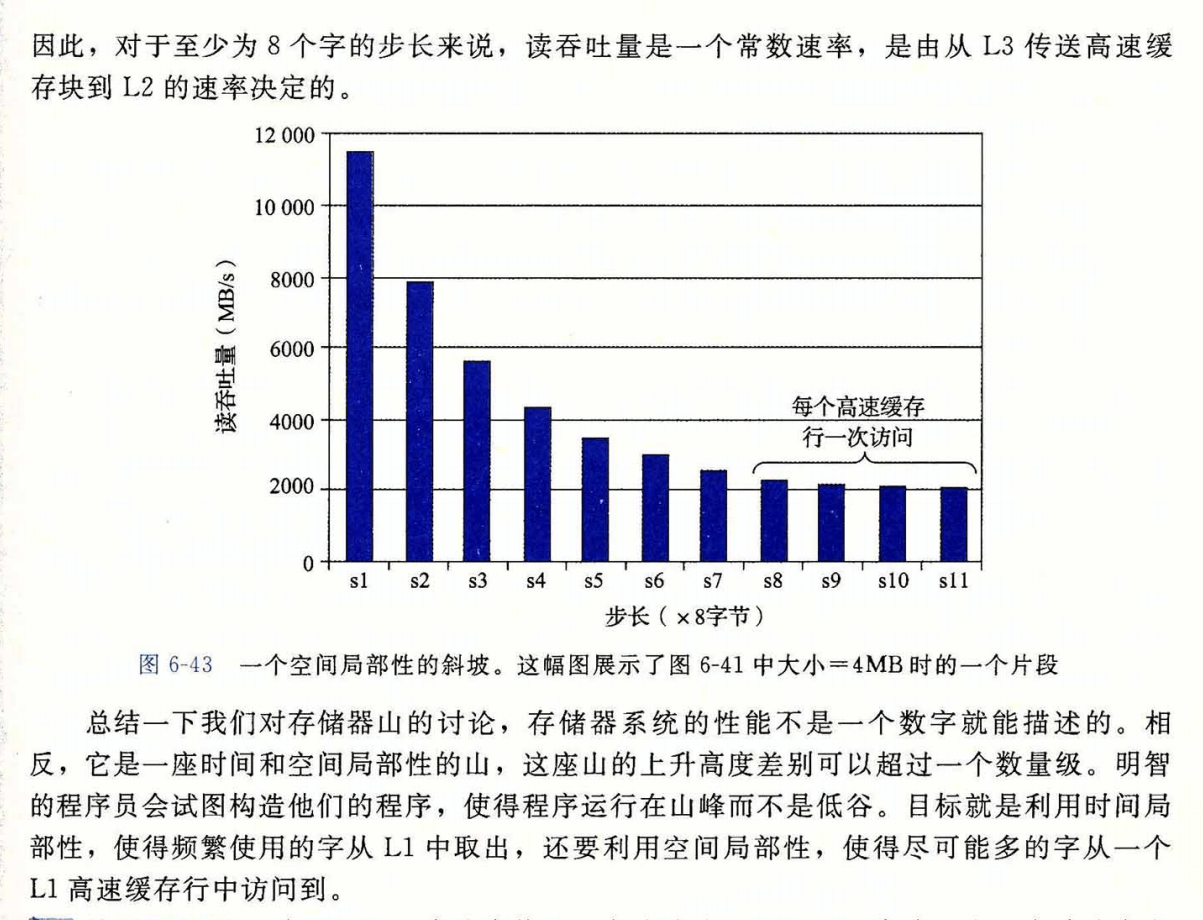 因此，对于至少为 8 个字的步长来说，读吞吐量是一个常数速率，是由从 L3 传送高速缓
存块到 L2 的速率决定的。
12 000
10 000
8000
6000
4000
2000
0
读吞吐量（MB/s）
每个高速缓存
行一次访问
s1 s2 s3 s4 s5 s6 s7 s8 s9 s10 s11
步长（×8字节）
图 6-43 一个空间局部性的斜坡。这幅图展示了图 6-41 中大小＝4MB 时的一个片段
总结一下我们对存储器山的讨论，存储器系统的性能不是一个数字就能描述的。相
反，它是一座时间和空间局部性的山，这座山的上升高度差别可以超过一个数量级。明智
的程序员会试图构造他们的程序，使得程序运行在山峰而不是低谷。目标就是利用时间局
部性，使得频繁使用的字从 L1 中取出，还要利用空间局部性，使得尽可能多的字从一个
L1 高速缓存行中访问到。